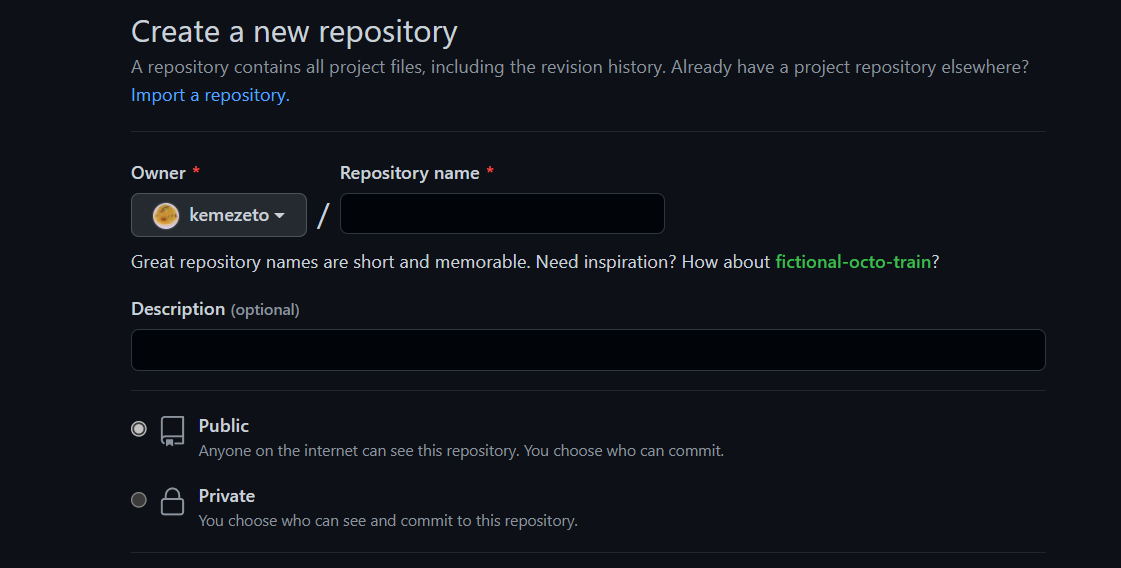 Create a new repository
A repository contains all project files, including the revision history. Already have a project repository elsewhere?
Import a repository.
Owner *
Repository name *
kemezeto
/
Great repository names are short and memorable. Need inspiration? How about fictional-octo-train?
Description (optional)
Public
Anyone on the internet can see this repository. You choose who can commit.
Private
You choose who can see and commit to this repository.